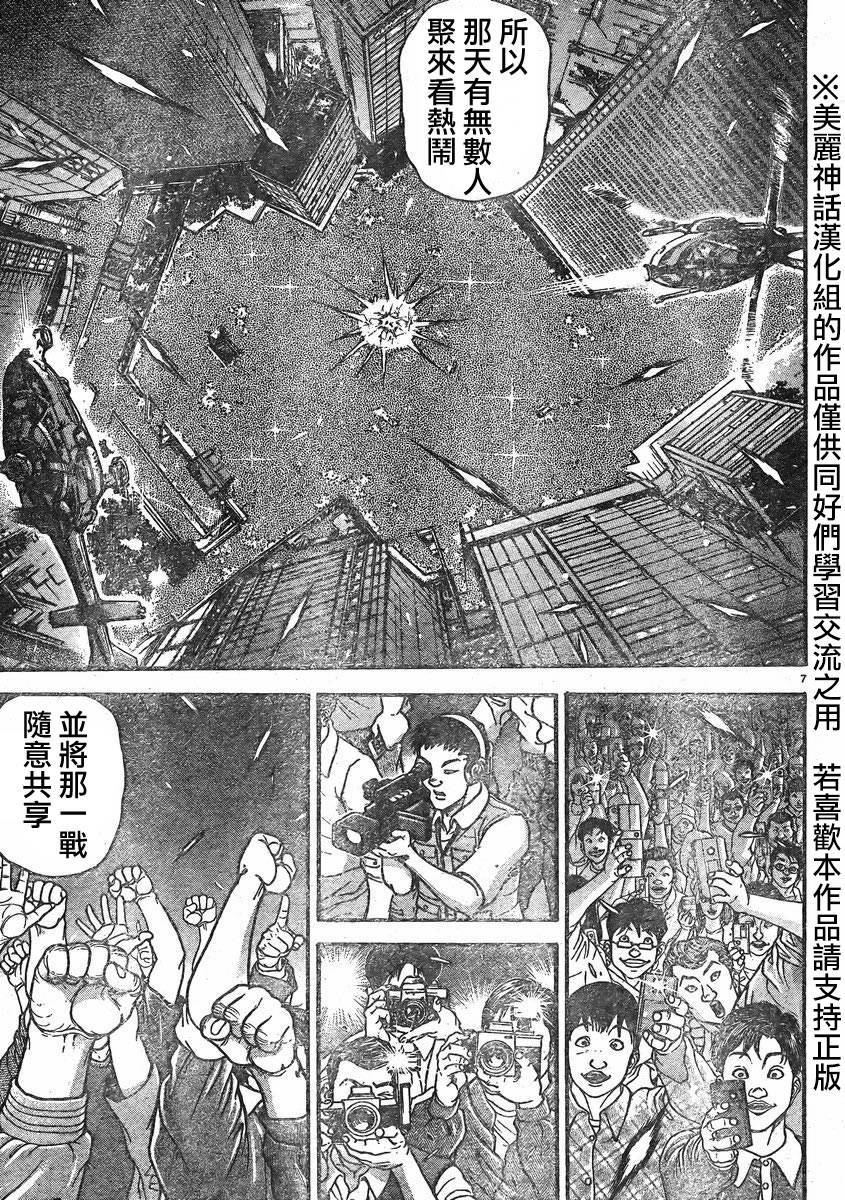 所以
那天有無數人
聚來看熱鬧
※美麗神話漢化組的作品僅供同好們學習交流之用　若喜歡本作品請支持正版
7
並將那一戰
隨意共享